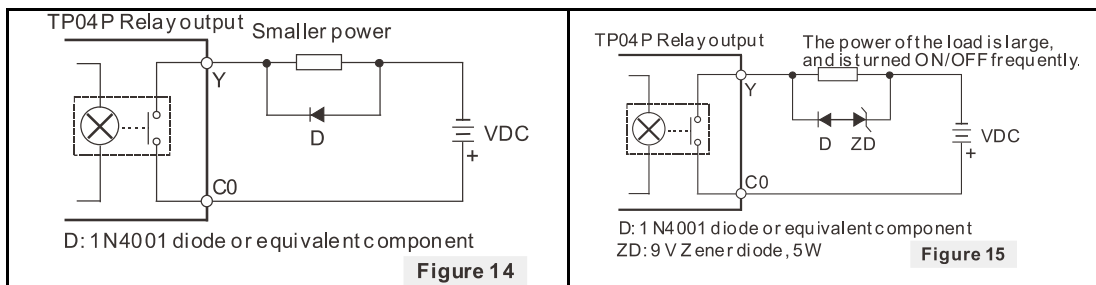 TP04P Relay output
Smaller power
Y
D
VDC
+
C0
D: 1N4001 diode or equivalent component
Figure 14
TP04P Relay output
The power of the load is large,
and is turned ON/OFF frequently.
Y
D ZD
VDC
+
C0
D: 1N4001 diode or equivalent component
ZD: 9 V Zener diode, 5W
Figure 15